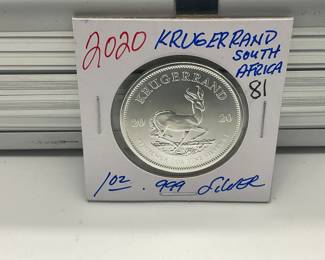 2020 KRUGERRAND
SOUTH
AFRICA
81
KRUGERRAND
20 20
1oz .999 SILVER